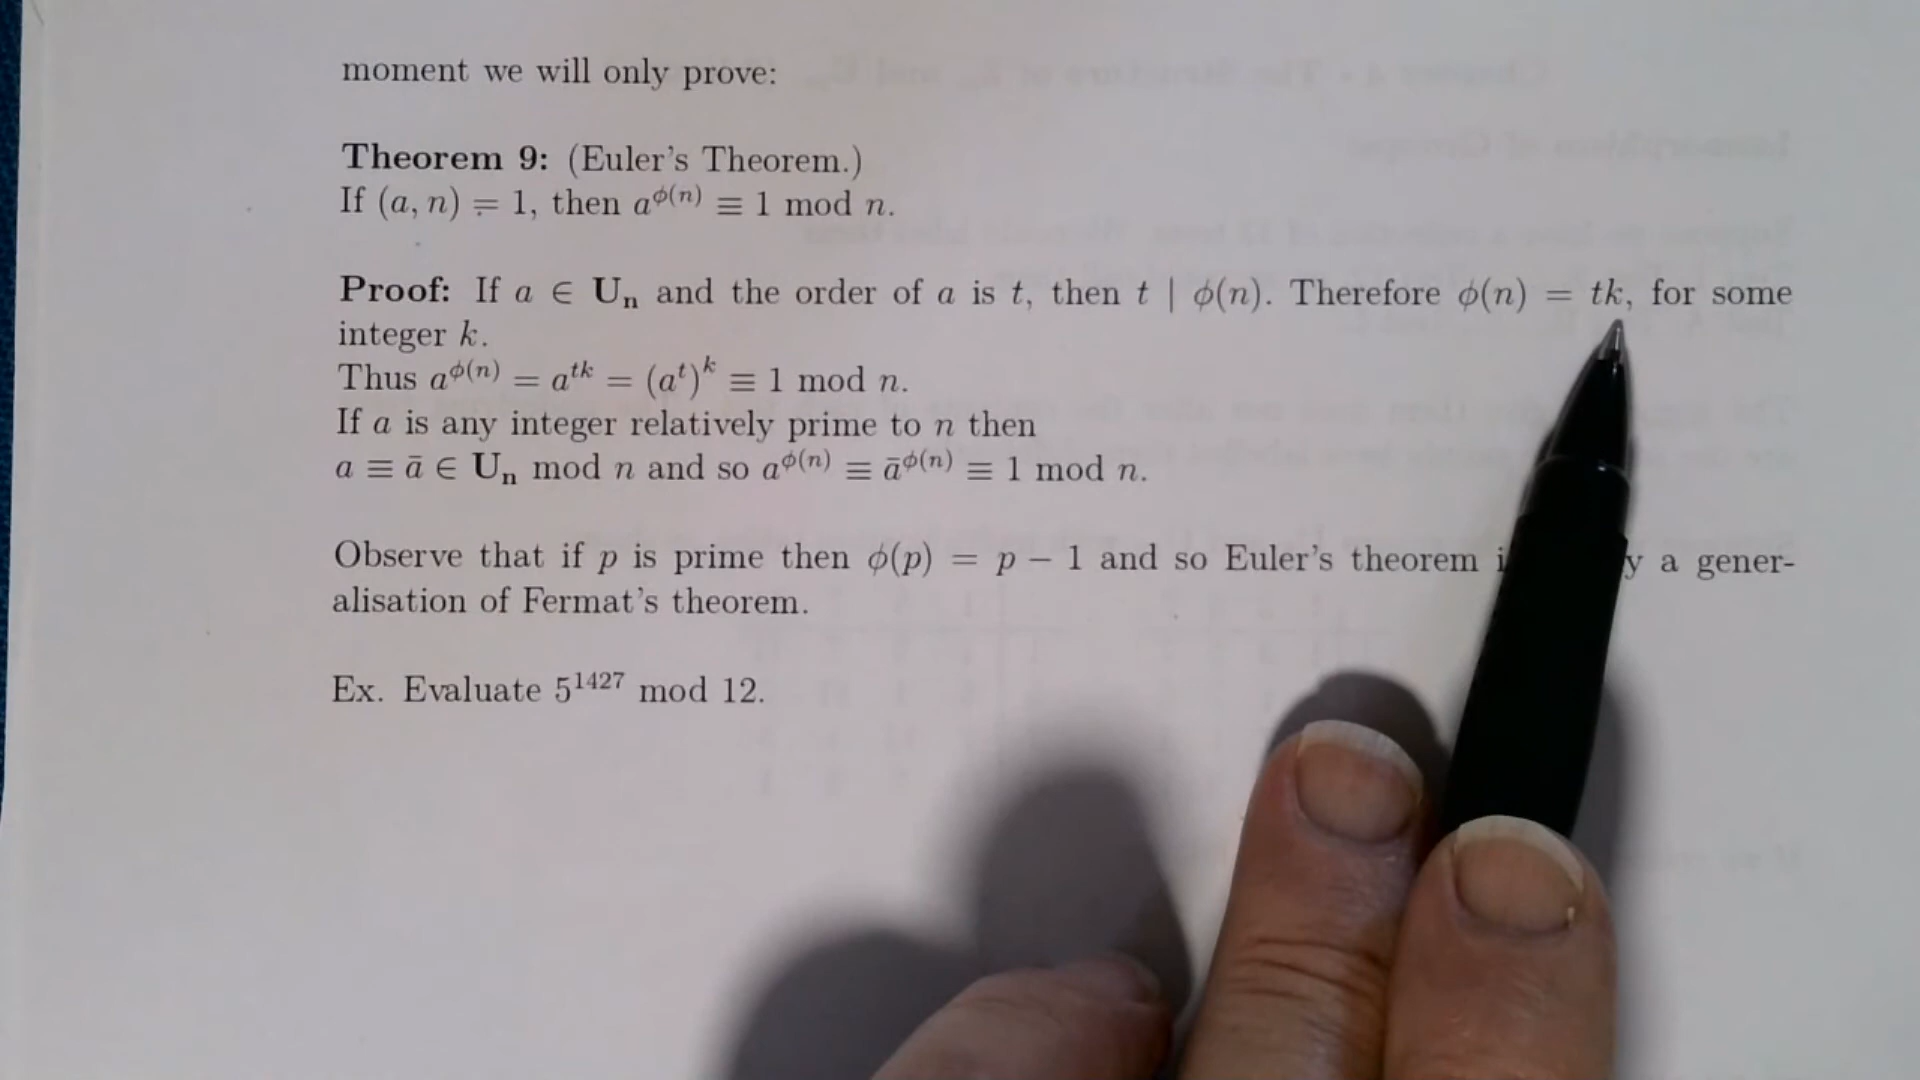 moment we will only prove:
Theorem 9: (Euler's Theorem.)
If (a, n) = 1, then a^{ϕ(n)} ≡ 1 mod n.
Proof: If a ∈ U_n and the order of a is t, then t | ϕ(n). Therefore ϕ(n) = tk, for some
integer k.
Thus a^{ϕ(n)} = a^{tk} = (a^t)^k ≡ 1 mod n.
If a is any integer relatively prime to n then
a ≡ ā ∈ U_n mod n and so a^{ϕ(n)} ≡ ā^{ϕ(n)} ≡ 1 mod n.
Observe that if p is prime then ϕ(p) = p − 1 and so Euler's theorem a gener-
alisation of Fermat's theorem.
Ex. Evaluate 5^{1427} mod 12.